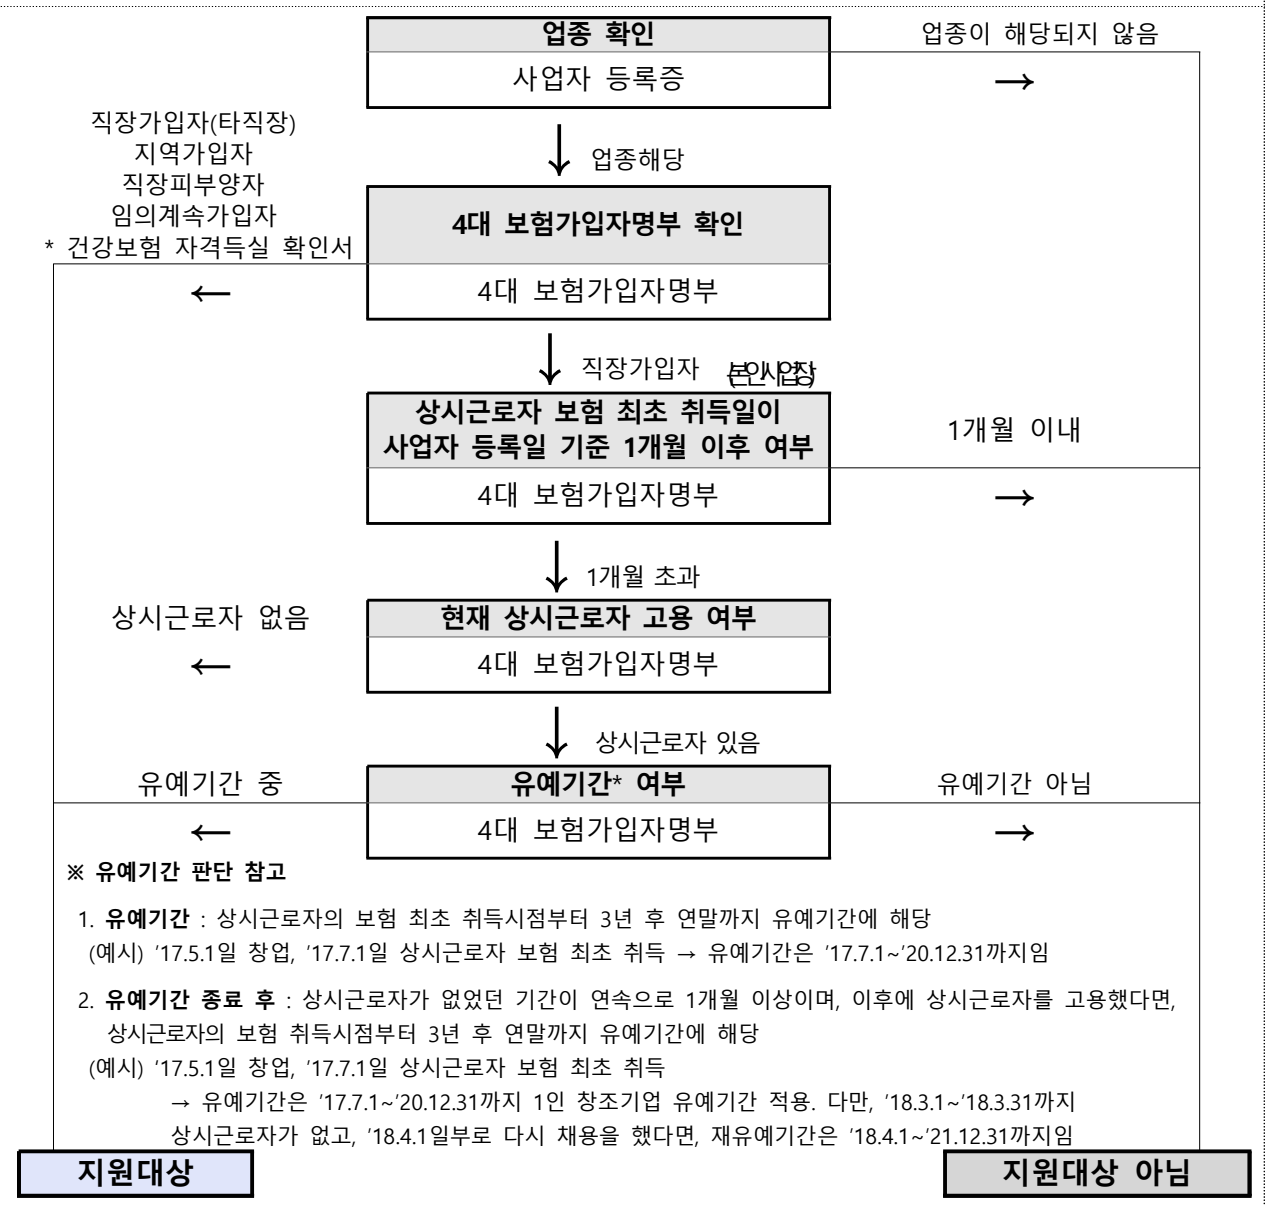 업종 확인
업종이 해당되지 않음
사업자 등록증
→
직장가입자(타직장)
지역가입자
직장피부양자
임의계속가입자
* 건강보험 자격득실 확인서
←
↓ 업종해당
4대 보험가입자명부 확인
4대 보험가입자명부
↓ 직장가입자 (본인사업장)
상시근로자 보험 최초 취득일이
사업자 등록일 기준 1개월 이후 여부
4대 보험가입자명부
1개월 이내
→
↓ 1개월 초과
상시근로자 없음
←
현재 상시근로자 고용 여부
4대 보험가입자명부
↓ 상시근로자 있음
유예기간 중
←
유예기간* 여부
4대 보험가입자명부
유예기간 아님
→
※ 유예기간 판단 참고
1. 유예기간 : 상시근로자의 보험 최초 취득시점부터 3년 후 연말까지 유예기간에 해당
(예시) '17.5.1일 창업, '17.7.1일 상시근로자 보험 최초 취득 → 유예기간은 '17.7.1~'20.12.31까지임
2. 유예기간 종료 후 : 상시근로자가 없었던 기간이 연속으로 1개월 이상이며, 이후에 상시근로자를 고용했다면,
상시근로자의 보험 취득시점부터 3년 후 연말까지 유예기간에 해당
(예시) '17.5.1일 창업, '17.7.1일 상시근로자 보험 최초 취득
→ 유예기간은 '17.7.1~'20.12.31까지 1인 창조기업 유예기간 적용. 다만, '18.3.1~'18.3.31까지
상시근로자가 없고, '18.4.1일부로 다시 채용을 했다면, 재유예기간은 '18.4.1~'21.12.31까지임
지원대상
지원대상 아님